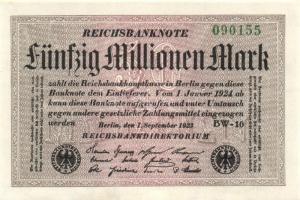 REICHSBANKNOTE
090155
Fünfzig Millionen Mark
zahlt die Reichsbankhauptkasse in Berlin gegen diese
Banknote dem Einlieferer. Vom 1. Januar 1924 ab
kann diese Banknote aufgerufen und unter Umtausch
gegen andere gesetzliche Zahlungsmittel eingezogen
werden
Berlin, den 1. September 1923
BW-10
REICHSBANKDIREKTORIUM